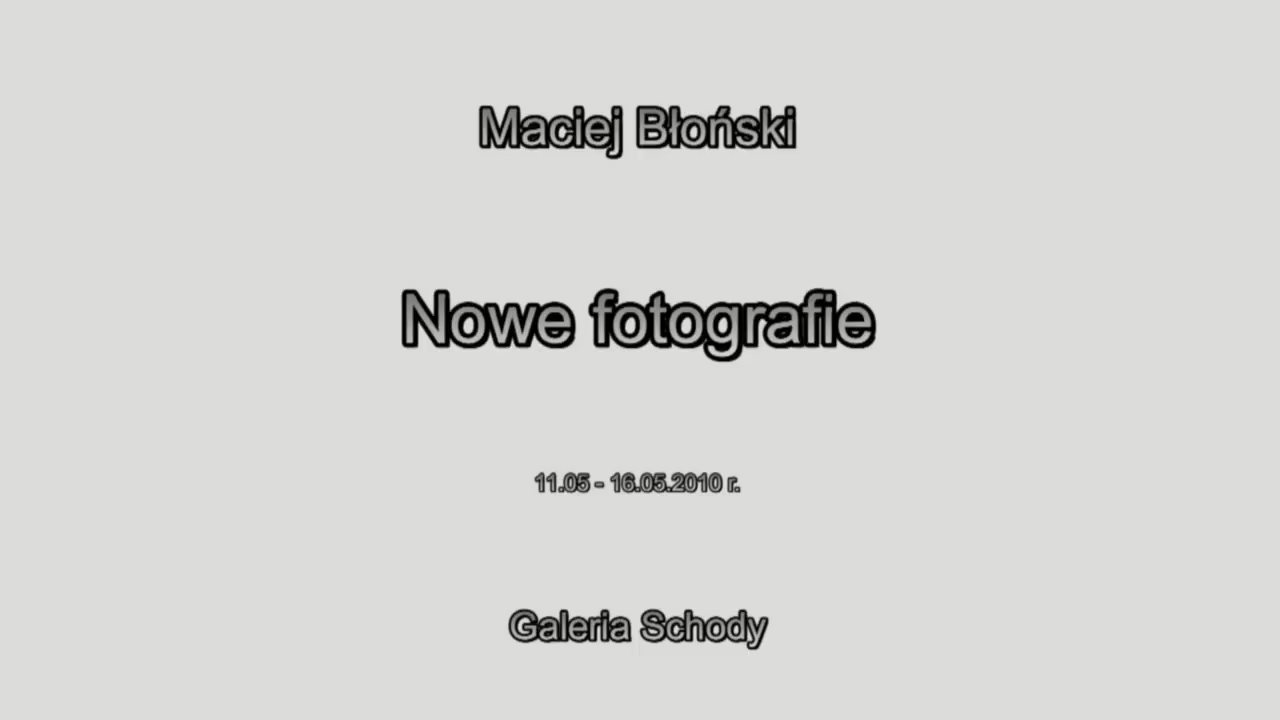 Maciej Błoński
Nowe fotografie
11.05 - 16.05.2010 r.
Galeria Schody